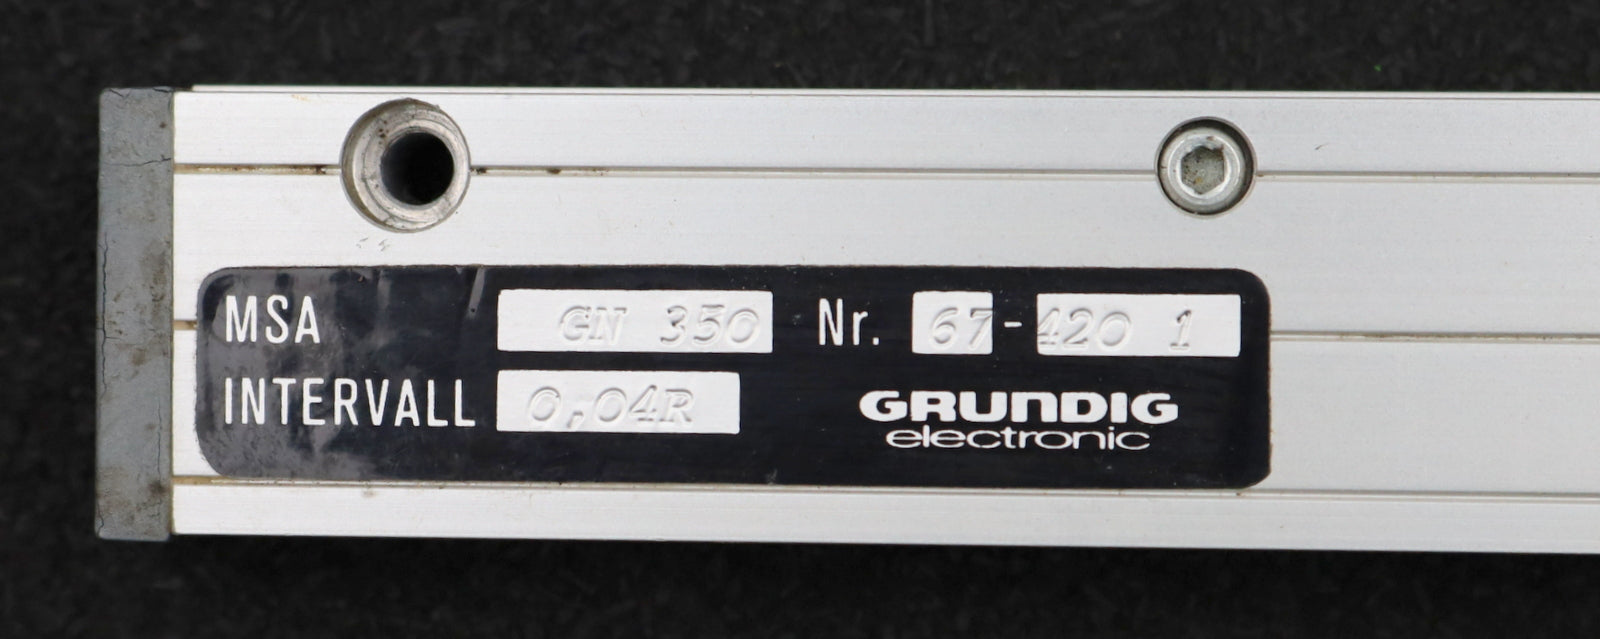 MSA GN 350 Nr. 67-420 1
INTERVALL 0,04R
GRUNDIG
electronic